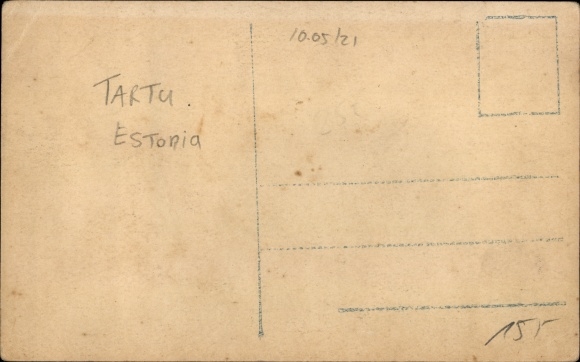 10.05/21
TARTU
ESTonia
15 r